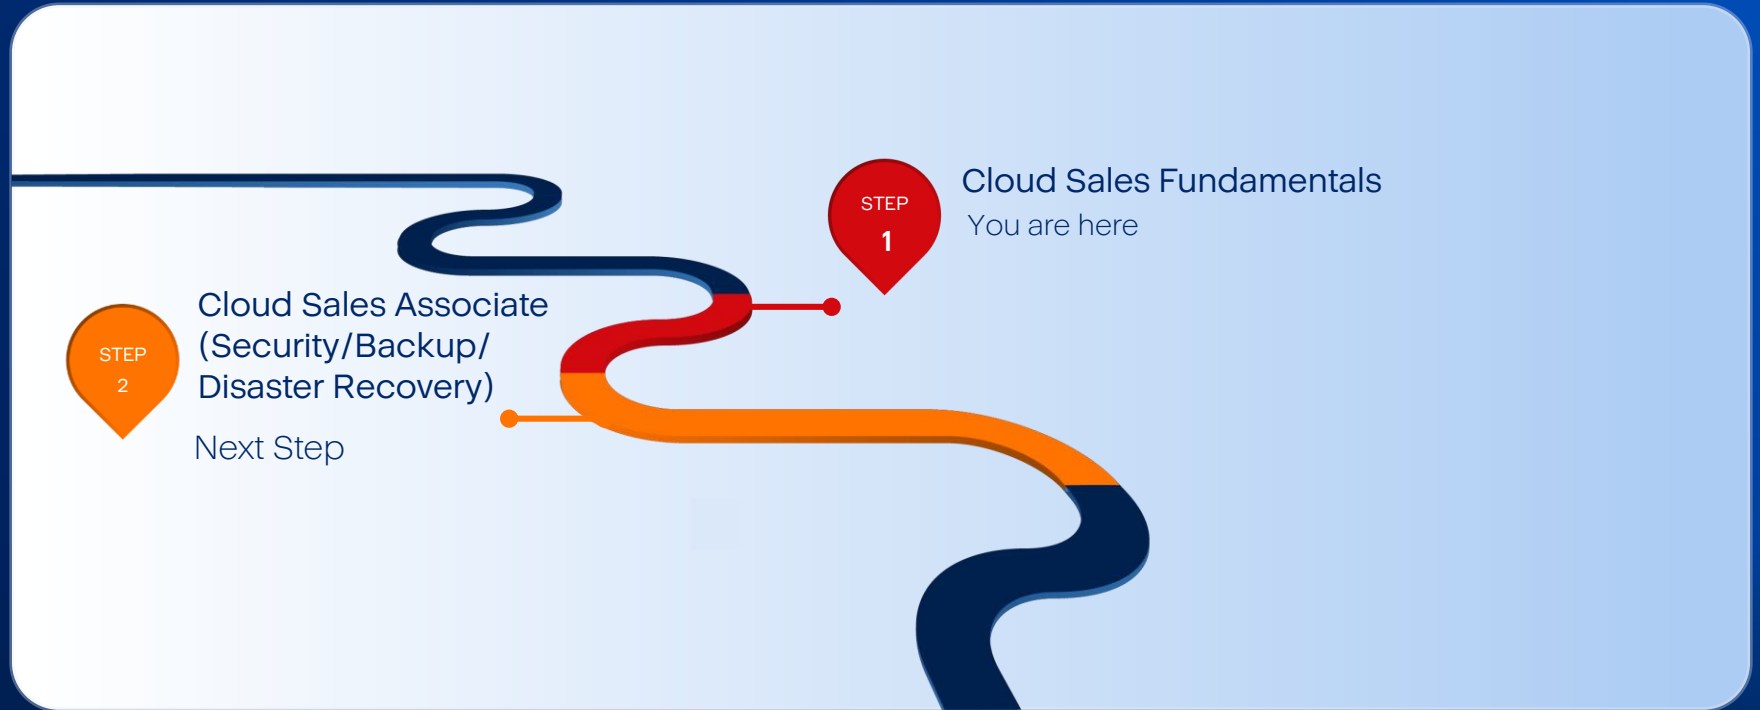 STEP
1
Cloud Sales Fundamentals
You are here
STEP
2
Cloud Sales Associate
(Security/Backup/
Disaster Recovery)
Next Step